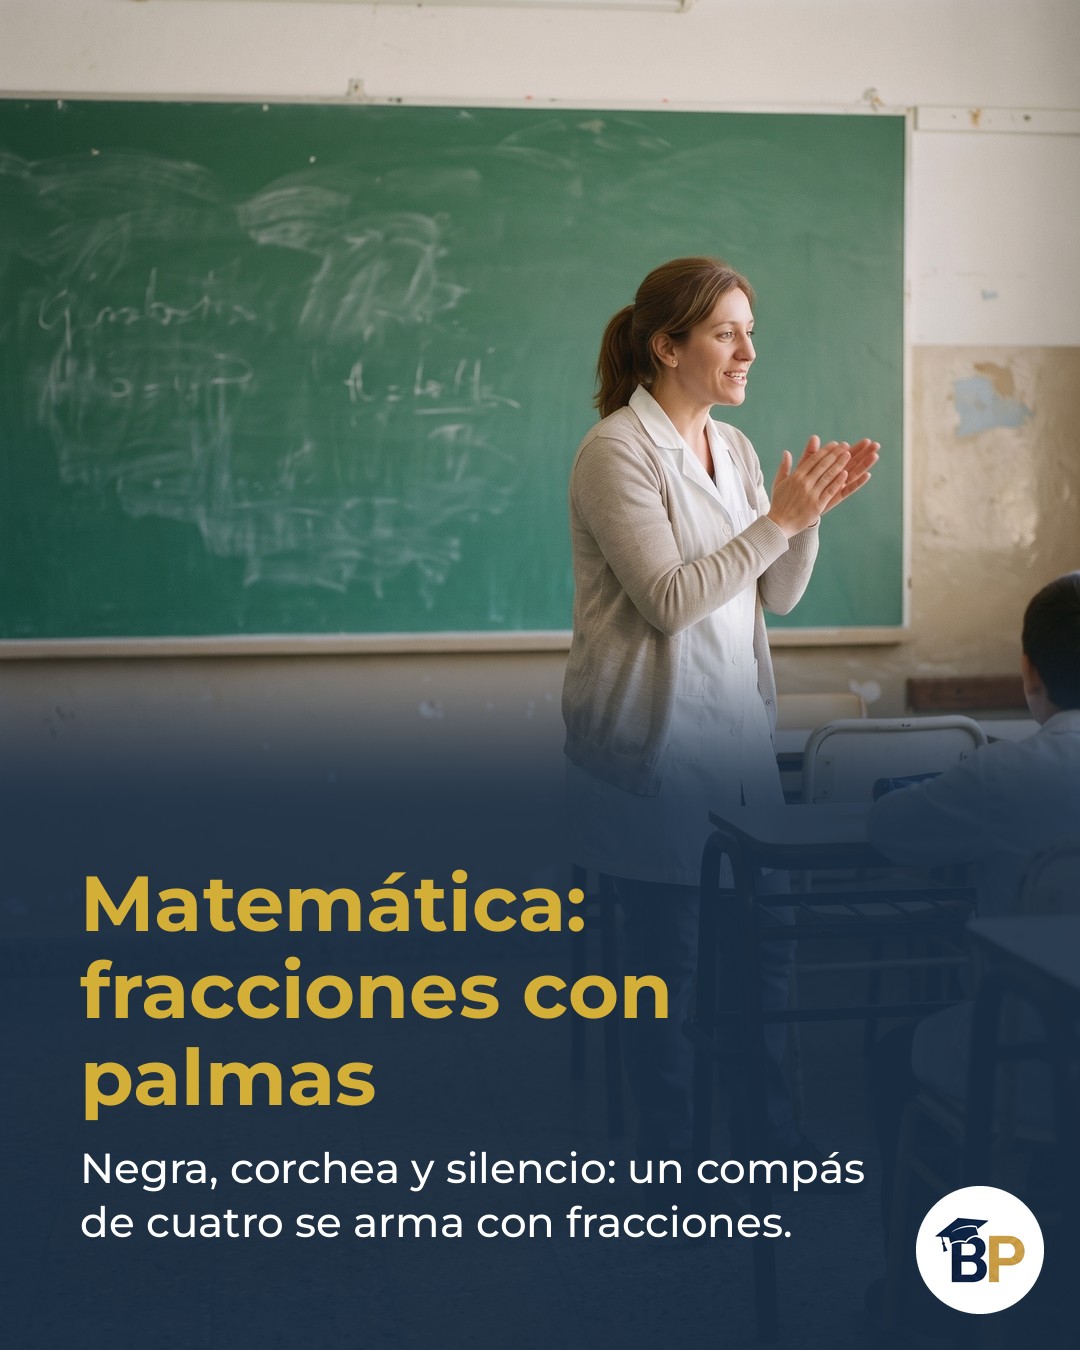 Matemática:
fracciones con
palmas
Negra, corchea y silencio: un compás
de cuatro se arma con fracciones.
BP